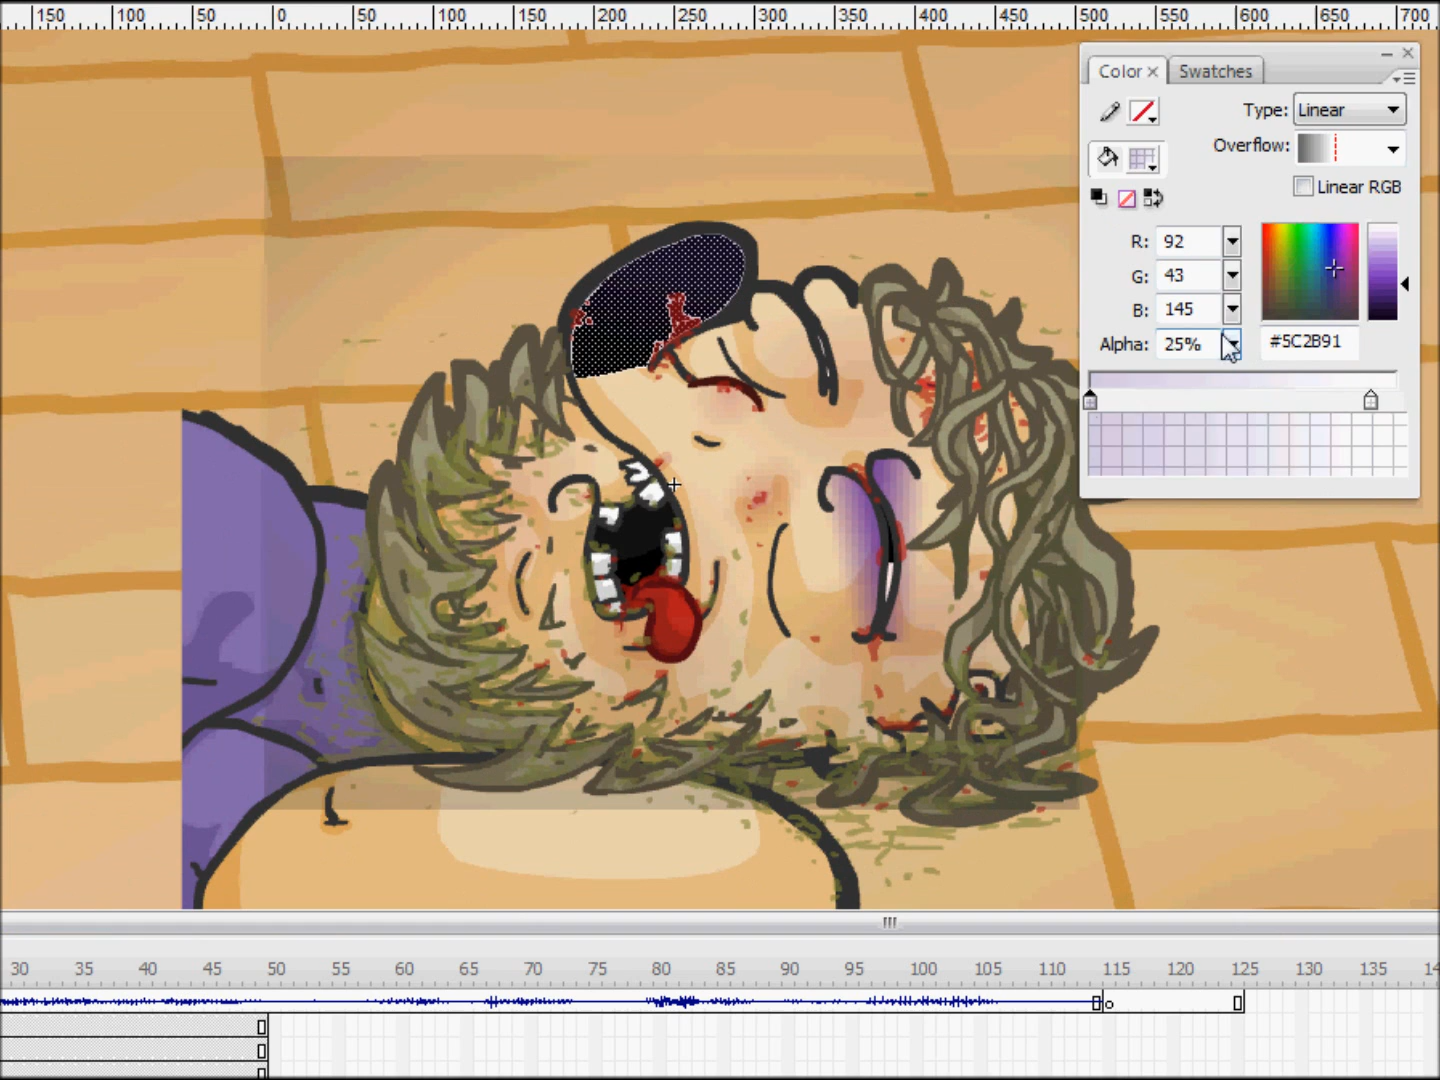 150 100 50 0 50 100 150 200 250 300 350 400 450 500 550 600 650 700
Color Swatches
Type: Linear
Overflow:
Linear RGB
R: 92
G: 43
B: 145
Alpha: 25% #5C2B91
30 35 40 45 50 55 60 65 70 75 80 85 90 95 100 105 110 115 120 125 130 135 14